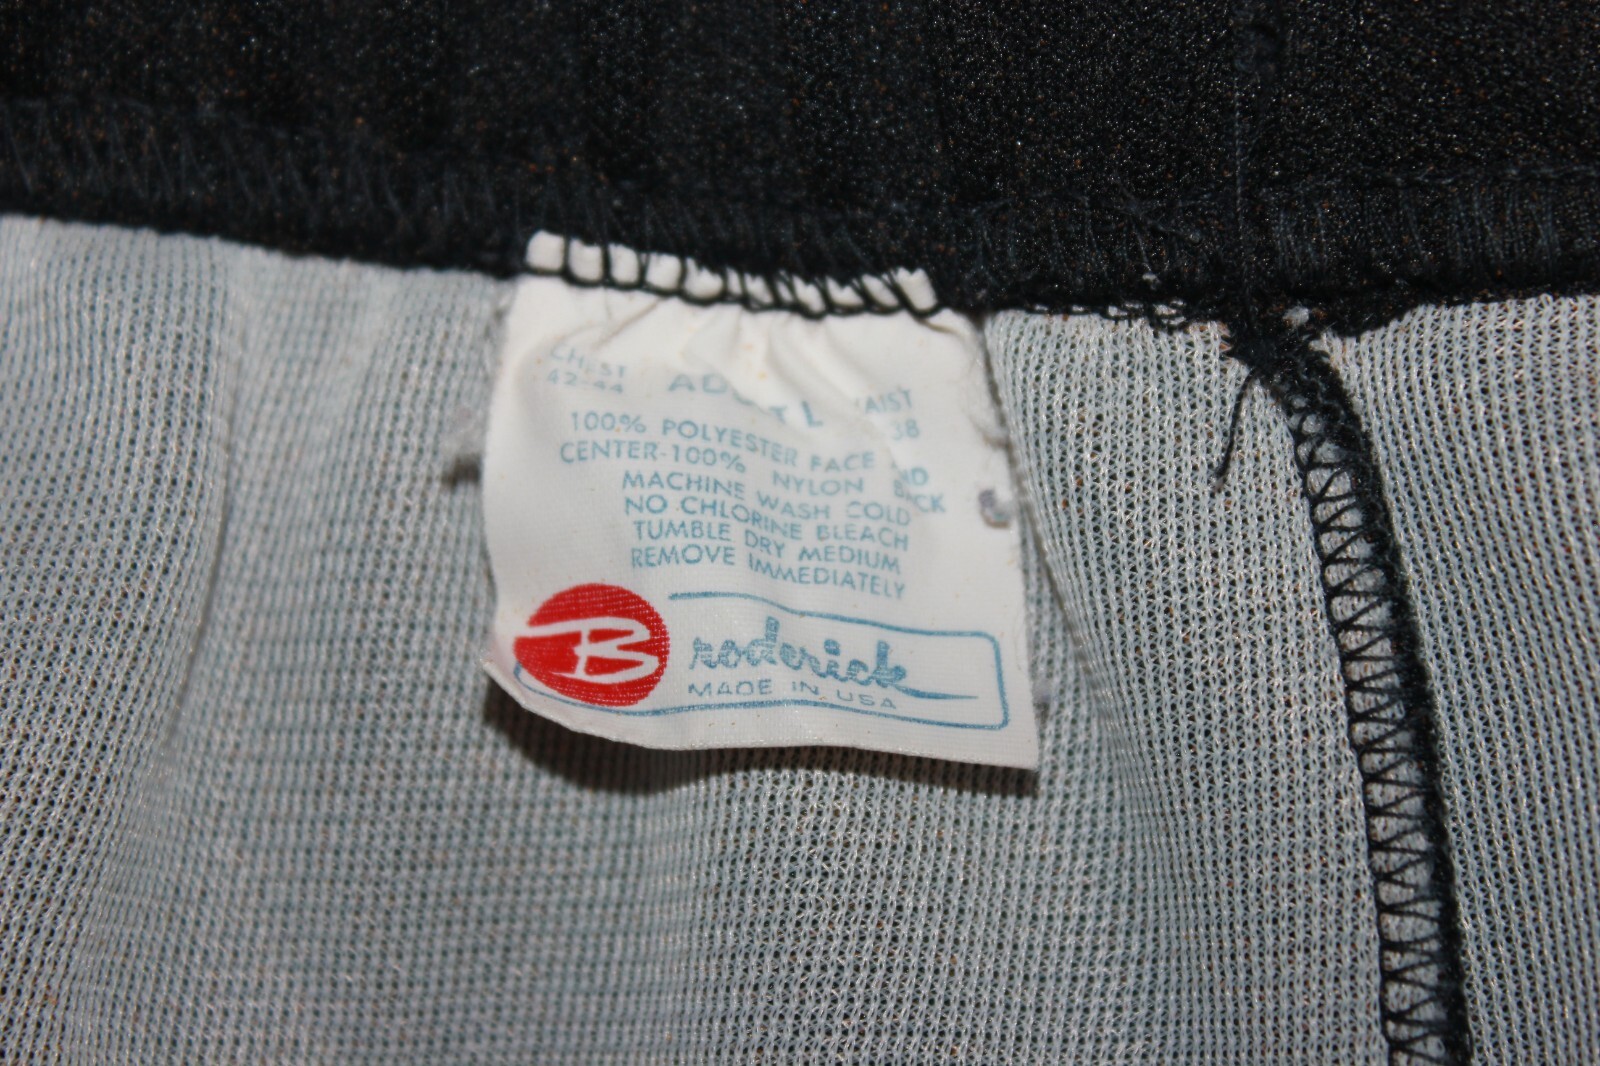 CHEST ADULT L WAIST
42-44 38
100% POLYESTER FACE AND BACK
CENTER-100% NYLON
MACHINE WASH COLD
NO CHLORINE BLEACH
TUMBLE DRY MEDIUM
REMOVE IMMEDIATELY
Broderick
MADE IN USA